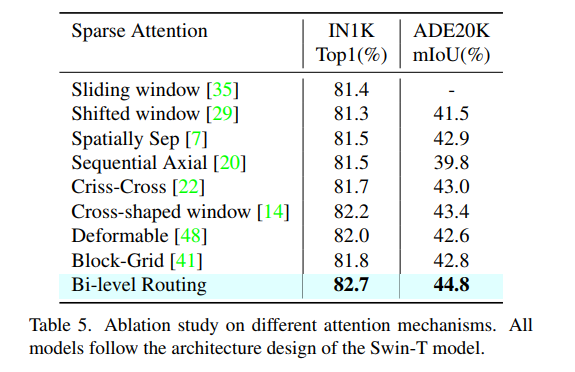 Sparse Attention IN1K ADE20K
Top1(%) mIoU(%)
Sliding window [35] 81.4 -
Shifted window [29] 81.3 41.5
Spatially Sep [7] 81.5 42.9
Sequential Axial [20] 81.5 39.8
Criss-Cross [22] 81.7 43.0
Cross-shaped window [14] 82.2 43.4
Deformable [48] 82.0 42.6
Block-Grid [41] 81.8 42.8
Bi-level Routing 82.7 44.8
Table 5. Ablation study on different attention mechanisms. All
models follow the architecture design of the Swin-T model.